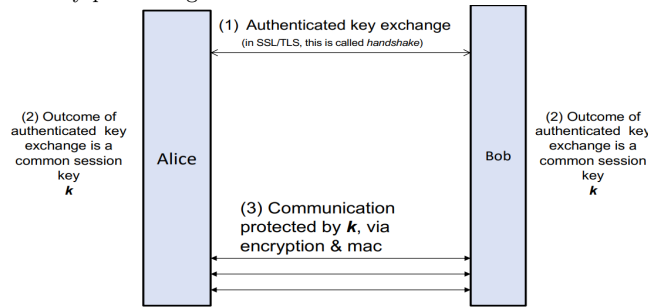 (1) Authenticated key exchange
(in SSL/TLS, this is called handshake)
(2) Outcome of
authenticated key
exchange is a
common session
key
k
Alice
Bob
(2) Outcome of
authenticated key
exchange is a
common session
key
k
(3) Communication
protected by k, via
encryption & mac